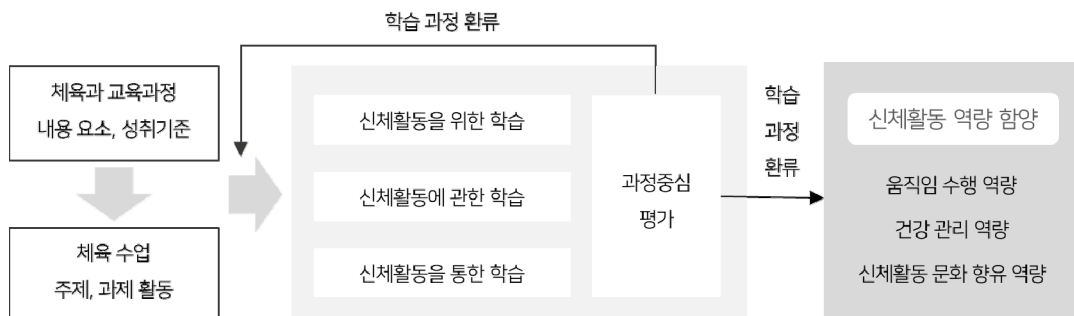 학습 과정 환류
체육과 교육과정
내용 요소, 성취기준
체육 수업
주제, 과제 활동
신체활동을 위한 학습
신체활동에 관한 학습
신체활동을 통한 학습
과정중심
평가
학습
과정
환류
신체활동 역량 함양
움직임 수행 역량
건강 관리 역량
신체활동 문화 향유 역량